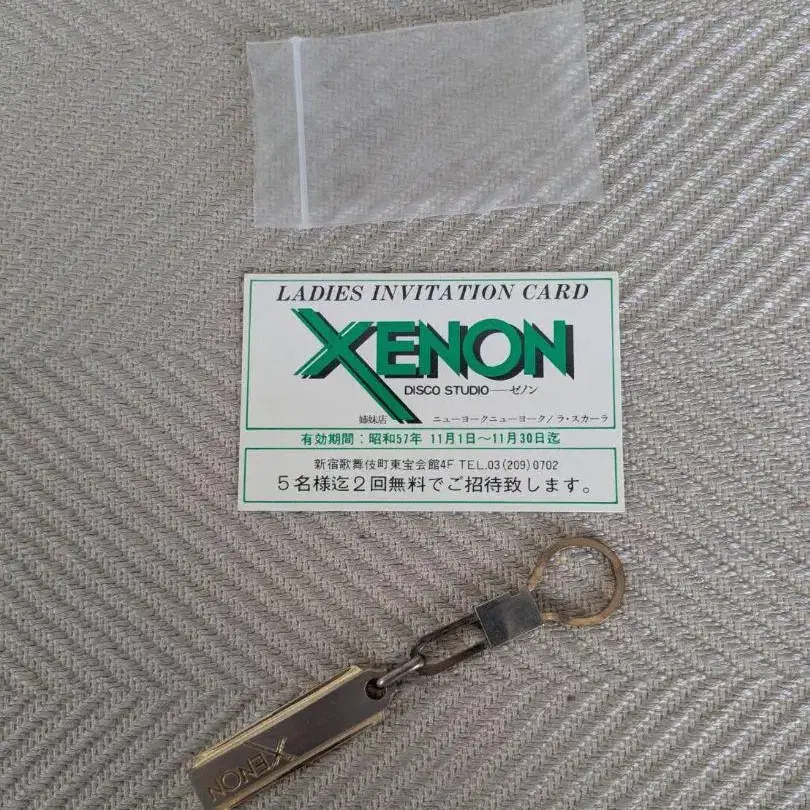 LADIES INVITATION CARD
XENON
DISCO STUDIO──ゼノン
姉妹店 ニューヨークニューヨーク/ラ・スカーラ
有効期間:昭和57年 11月1日〜11月30日迄
新宿歌舞伎町東宝会館4F TEL.03(209)0702
5名様迄2回無料でご招待致します。
XENON